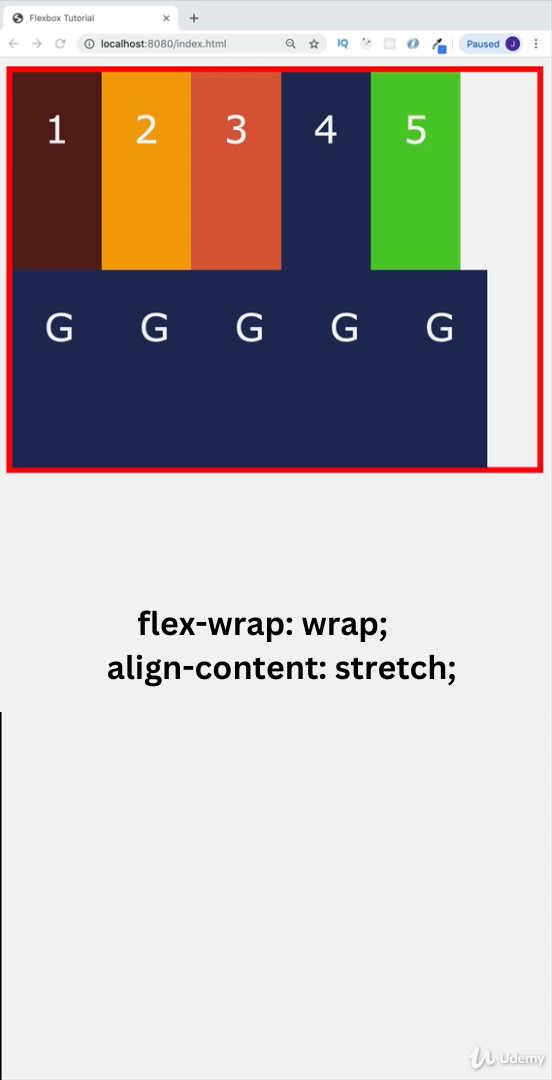 Flexbox Tutorial
localhost:8080/index.html
IQ
Paused
J
1 2 3 4 5
G G G G G
flex-wrap: wrap;
align-content: stretch;
Udemy